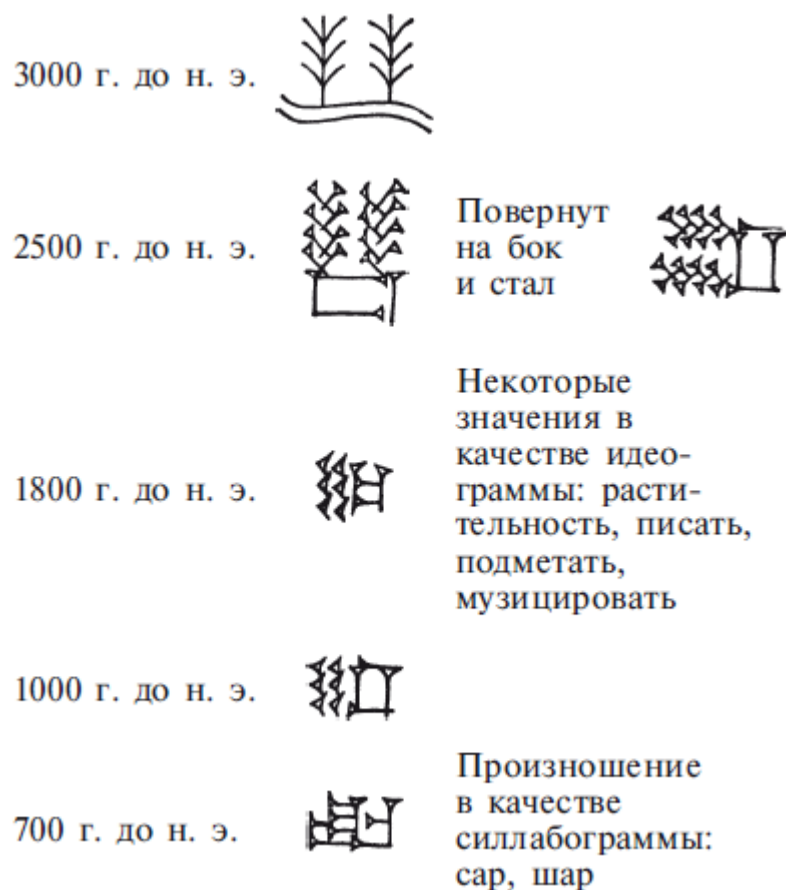 3000 г. до н. э.
2500 г. до н. э.
Повернут
на бок
и стал
1800 г. до н. э.
Некоторые
значения в
качестве идео-
граммы: расти-
тельность, писать,
подметать,
музицировать
1000 г. до н. э.
700 г. до н. э.
Произношение
в качестве
силлабограммы:
сар, шар